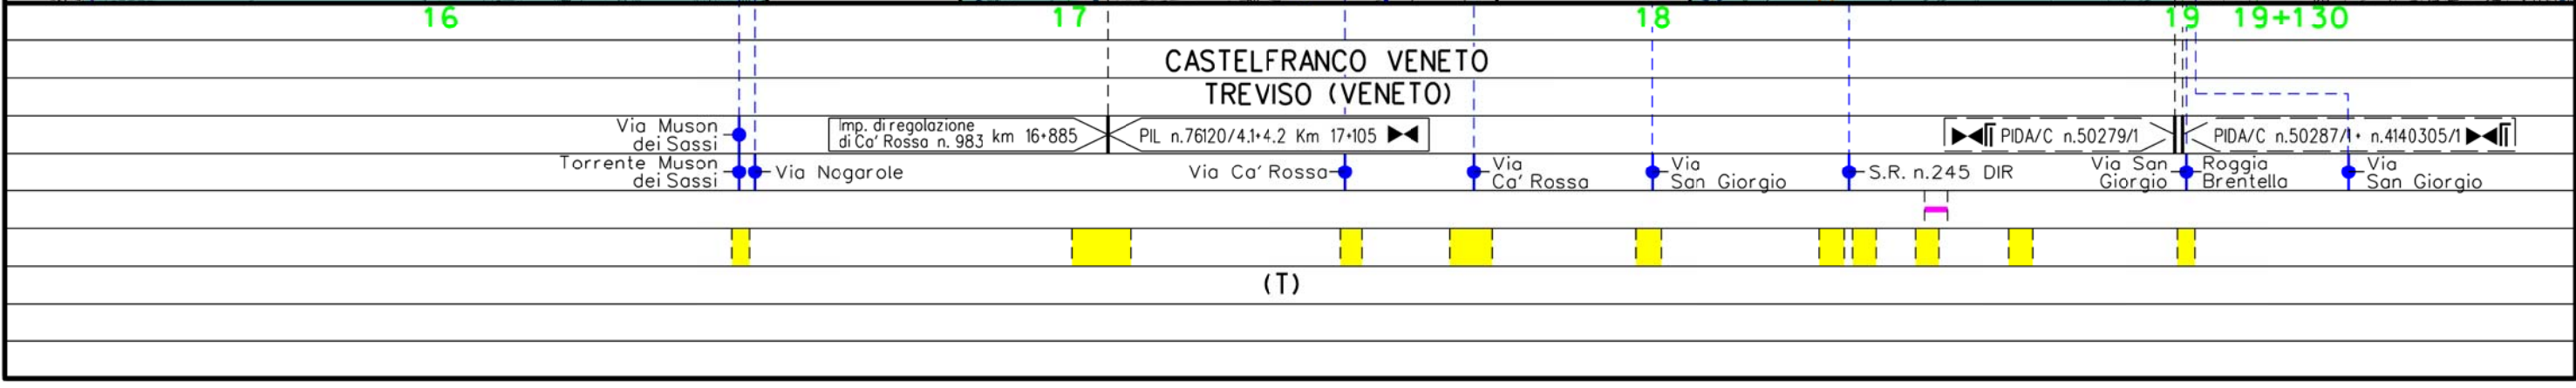 16 17 18 19 19+130
CASTELFRANCO VENETO
TREVISO (VENETO)
Via Muson
dei Sassi
Imp. di regolazione
di Ca' Rossa n. 983 km 16+885
PIL n.76120/4.1+4.2 Km 17+105
PIDA/C n.50279/1
PIDA/C n.50287/1+ n.4140305/1
Torrente Muson
dei Sassi
Via Nogarole
Via Ca' Rossa
Via
Ca' Rossa
Via
San Giorgio
S.R. n.245 DIR
Via San
Giorgio
Roggia
Brentella
Via
San Giorgio
(T)